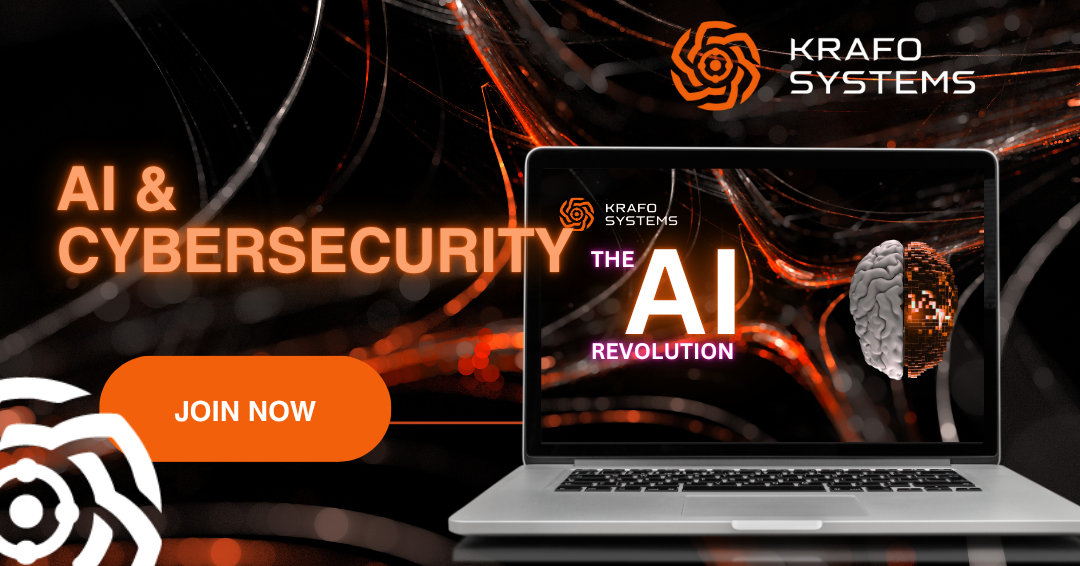 KRAFO
SYSTEMS
AI &
CYBERSECURITY
JOIN NOW
KRAFO
SYSTEMS
THE AI
REVOLUTION